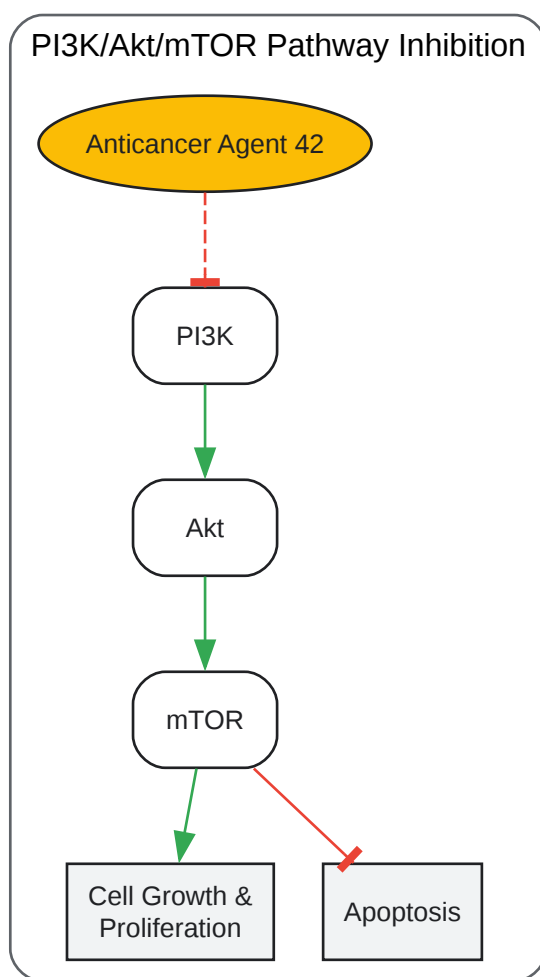 PI3K/Akt/mTOR Pathway Inhibition
Anticancer Agent 42
PI3K
Akt
mTOR
Cell Growth &
Proliferation
Apoptosis